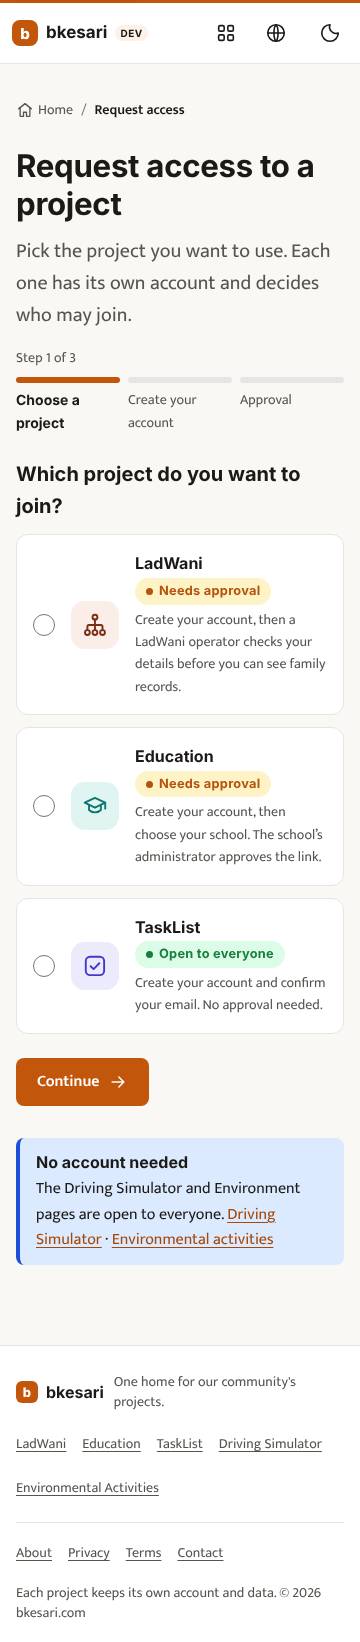 b bkesari DEV
Home / Request access
Request access to a
project
Pick the project you want to use. Each
one has its own account and decides
who may join.
Step 1 of 3
Choose a
project
Create your
account
Approval
Which project do you want to
join?
LadWani
Needs approval
Create your account, then a
LadWani operator checks your
details before you can see family
records.
Education
Needs approval
Create your account, then
choose your school. The school’s
administrator approves the link.
TaskList
Open to everyone
Create your account and confirm
your email. No approval needed.
Continue →
No account needed
The Driving Simulator and Environment
pages are open to everyone. Driving
Simulator · Environmental activities
b bkesari
One home for our community's
projects.
LadWani Education TaskList Driving Simulator
Environmental Activities
About Privacy Terms Contact
Each project keeps its own account and data. © 2026
bkesari.com